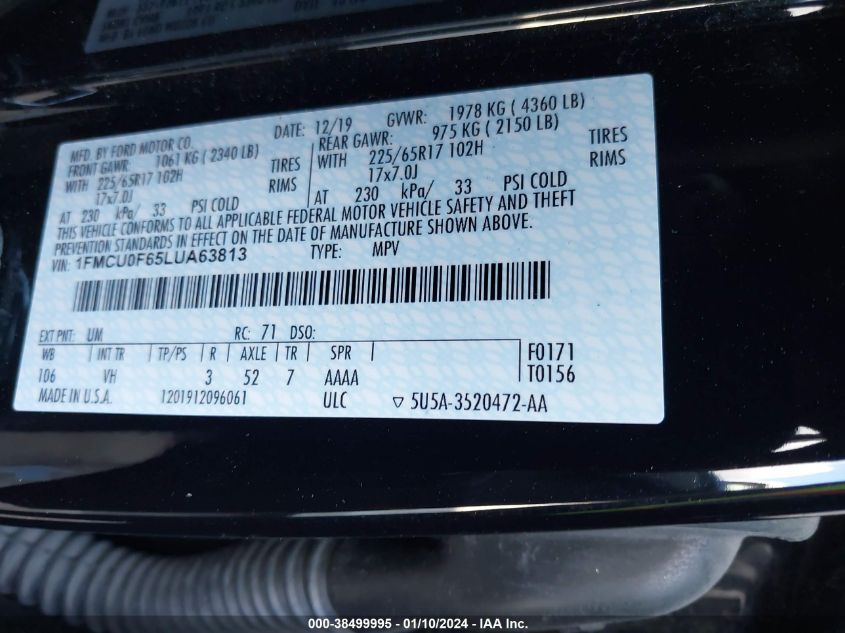 MFD. BY FORD MOTOR CO.
DATE: 12/19 GVWR: 1978 KG ( 4360 LB)
FRONT GAWR: 1061 KG ( 2340 LB)
WITH 225/65R17 102H TIRES
17x7.0J RIMS
AT 230 kPa/ 33 PSI COLD
REAR GAWR: 975 KG ( 2150 LB)
WITH 225/65R17 102H TIRES
17x7.0J RIMS
AT 230 kPa/ 33 PSI COLD
THIS VEHICLE CONFORMS TO ALL APPLICABLE FEDERAL MOTOR VEHICLE SAFETY AND THEFT
PREVENTION STANDARDS IN EFFECT ON THE DATE OF MANUFACTURE SHOWN ABOVE.
VIN: 1FMCU0F65LUA63813 TYPE: MPV
EXT PNT: UM RC: 71 DSO:
WB INT TR TP/PS R AXLE TR SPR F0171
106 VH 3 52 7 AAAA T0156
MADE IN U.S.A. 1201912096061 ULC ▽ 5U5A-3520472-AA
000-38499995 - 01/10/2024 - IAA Inc.